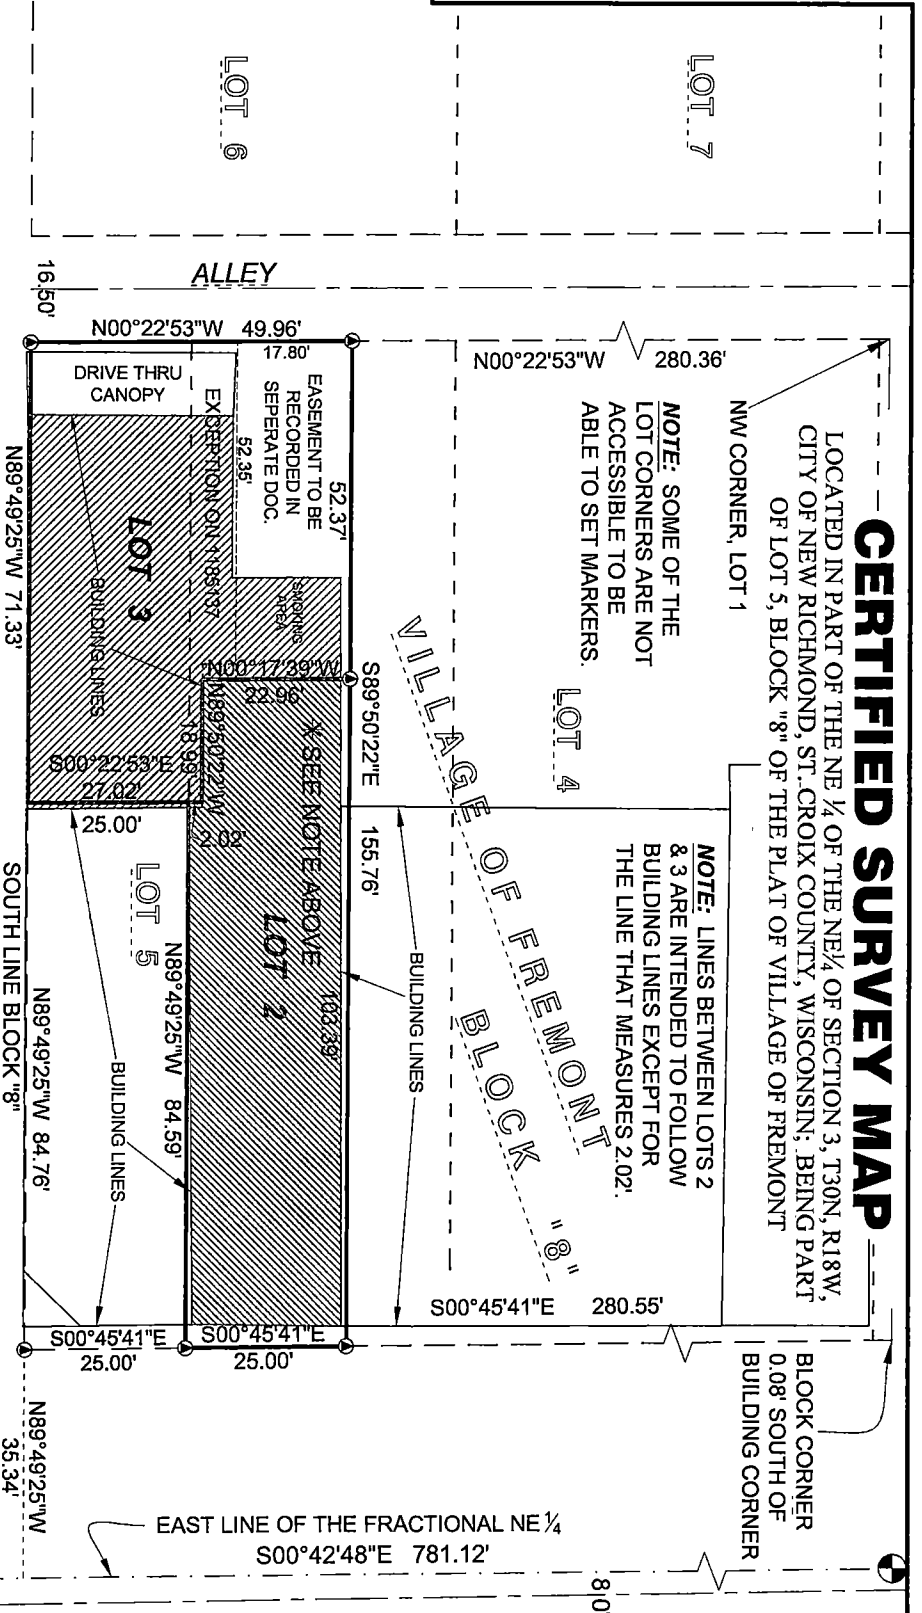 CERTIFIED SURVEY MAP
LOCATED IN PART OF THE NE ¼ OF THE NE¼ OF SECTION 3, T30N, R18W,
CITY OF NEW RICHMOND, ST. CROIX COUNTY, WISCONSIN; BEING PART
OF LOT 5, BLOCK "8" OF THE PLAT OF VILLAGE OF FREMONT
NW CORNER, LOT 1
BLOCK CORNER
0.08' SOUTH OF
BUILDING CORNER
LOT 7
LOT 6
ALLEY
16.50'
N00°22'53"W 280.36'
NOTE: SOME OF THE
LOT CORNERS ARE NOT
ACCESSIBLE TO BE
ABLE TO SET MARKERS.
NOTE: LINES BETWEEN LOTS 2
& 3 ARE INTENDED TO FOLLOW
BUILDING LINES EXCEPT FOR
THE LINE THAT MEASURES 2.02'.
LOT 4
VILLAGE OF FREMONT
BLOCK "8"
S00°45'41"E 280.55'
BUILDING LINES
S89°50'22"E 155.76'
52.37'
103.39'
N00°22'53"W 49.96'
17.80'
EASEMENT TO BE
RECORDED IN
SEPERATE DOC.
52.35'
SMOKING
AREA
EXCEPTION ON 1185137
DRIVE THRU
CANOPY
LOT 3
BUILDING LINES
N00°17'39"W
22.96'
N89°50'22"W
18.99'
* SEE NOTE ABOVE
2.02'
LOT 2
S00°22'53"E
27.02'
25.00'
LOT 5
N89°49'25"W 84.59'
BUILDING LINES
S00°45'41"E
25.00'
S00°45'41"E
25.00'
N89°49'25"W 71.33'
N89°49'25"W 84.76'
SOUTH LINE BLOCK "8"
N89°49'25"W
35.34'
EAST LINE OF THE FRACTIONAL NE ¼
S00°42'48"E 781.12'